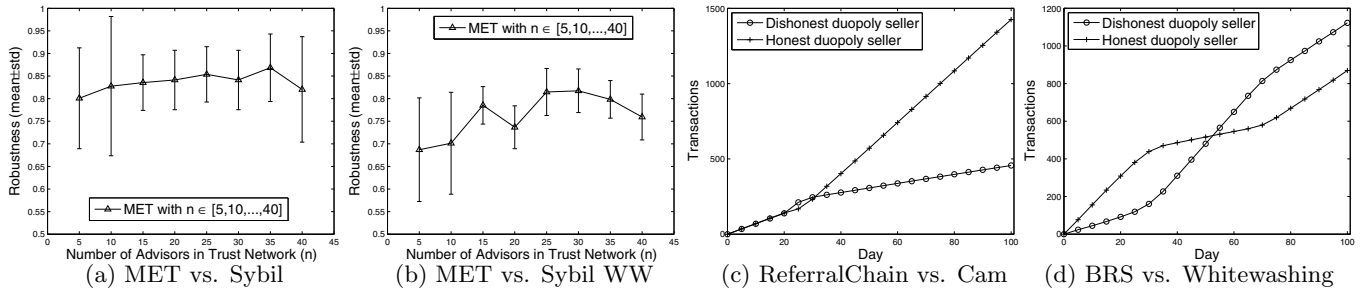 1
0.95
0.9
0.85
0.8
0.75
0.7
0.65
0.6
0.55
0.5
Robustness (mean±std)
MET with n ∈ [5,10,...,40]
0 5 10 15 20 25 30 35 40 45
Number of Advisors in Trust Network (n)
(a) MET vs. Sybil
1
0.95
0.9
0.85
0.8
0.75
0.7
0.65
0.6
0.55
0.5
Robustness (mean±std)
MET with n ∈ [5,10,...,40]
0 5 10 15 20 25 30 35 40 45
Number of Advisors in Trust Network (n)
(b) MET vs. Sybil WW
1500
1000
500
0
Transactions
Dishonest duopoly seller
Honest duopoly seller
0 20 40 60 80 100
Day
(c) ReferralChain vs. Cam
1200
1000
800
600
400
200
0
Transactions
Dishonest duopoly seller
Honest duopoly seller
0 20 40 60 80 100
Day
(d) BRS vs. Whitewashing